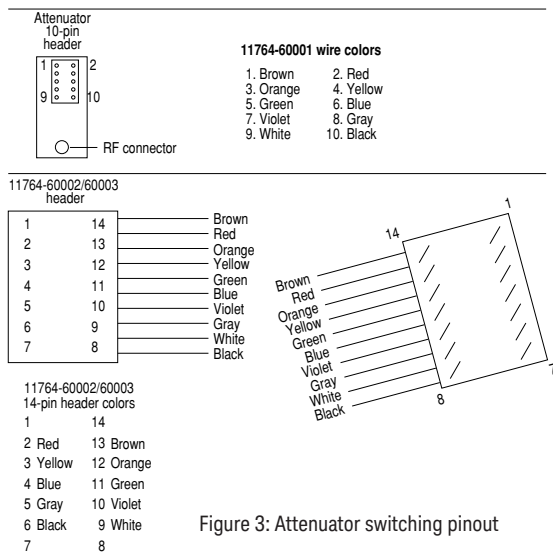 Attenuator
10-pin
header
1 2
9 10
RF connector
11764-60001 wire colors
1. Brown 2. Red
3. Orange 4. Yellow
5. Green 6. Blue
7. Violet 8. Gray
9. White 10. Black
11764-60002/60003
header
1 14
2 13
3 12
4 11
5 10
6 9
7 8
Brown
Red
Orange
Yellow
Green
Blue
Violet
Gray
White
Black
14 1
Brown
Red
Orange
Yellow
Green
Blue
Violet
Gray
White
Black
8 7
11764-60002/60003
14-pin header colors
1 14
2 Red 13 Brown
3 Yellow 12 Orange
4 Blue 11 Green
5 Gray 10 Violet
6 Black 9 White
7 8
Figure 3: Attenuator switching pinout